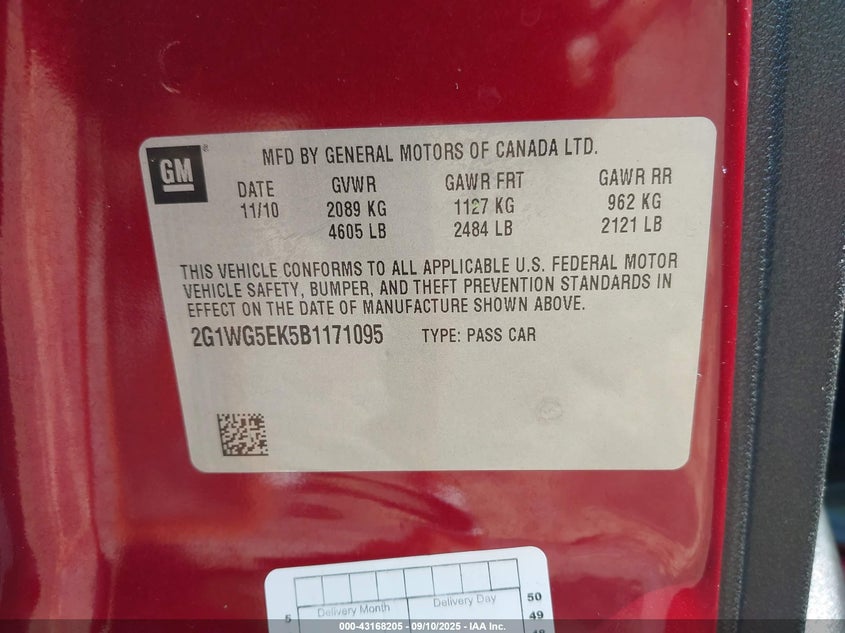 GM
MFD BY GENERAL MOTORS OF CANADA LTD.
DATE GVWR GAWR FRT GAWR RR
11/10 2089 KG 1127 KG 962 KG
4605 LB 2484 LB 2121 LB
THIS VEHICLE CONFORMS TO ALL APPLICABLE U.S. FEDERAL MOTOR
VEHICLE SAFETY, BUMPER, AND THEFT PREVENTION STANDARDS IN
EFFECT ON THE DATE OF MANUFACTURE SHOWN ABOVE.
2G1WG5EK5B1171095 TYPE: PASS CAR
50
5 Delivery Month Delivery Day 49
48
000-43168205 - 09/10/2025 - IAA Inc.